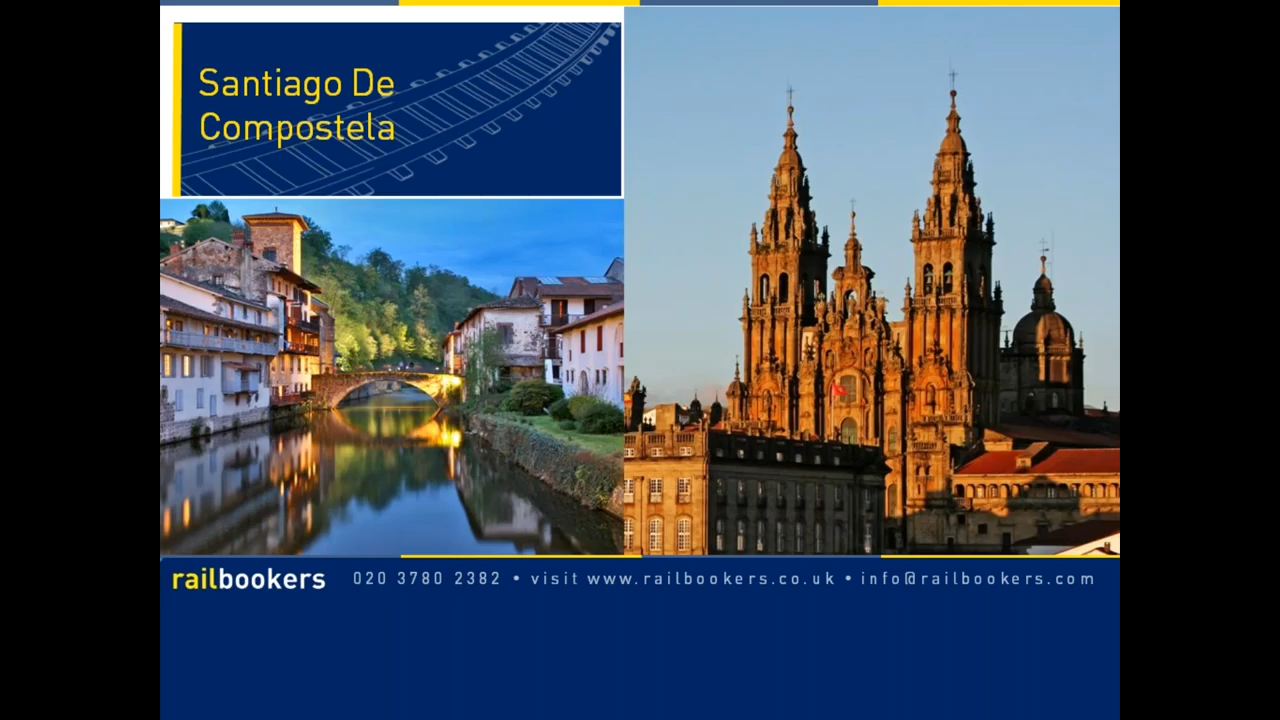 Santiago De
Compostela
railbookers 020 3780 2382 • visit www.railbookers.co.uk • info@railbookers.com